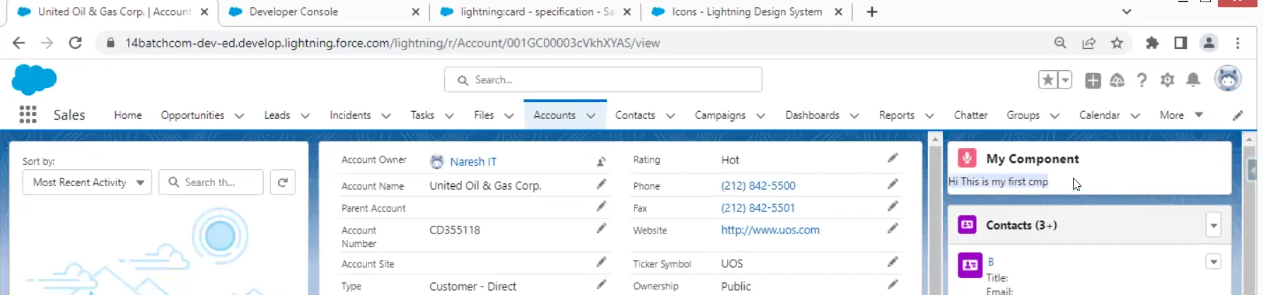 United Oil & Gas Corp. | Account
Developer Console
lightning:card - specification - Sa
Icons - Lightning Design System
14batchcom-dev-ed.develop.lightning.force.com/lightning/r/Account/001GC00003cVkhXYAS/view
Search...
Sales
Home
Opportunities
Leads
Incidents
Tasks
Files
Accounts
Contacts
Campaigns
Dashboards
Reports
Chatter
Groups
Calendar
More
Sort by:
Most Recent Activity
Search th...
Account Owner
Naresh IT
Rating
Hot
Account Name
United Oil & Gas Corp.
Phone
(212) 842-5500
Parent Account
Fax
(212) 842-5501
Account
Number
CD355118
Website
http://www.uos.com
Account Site
Ticker Symbol
UOS
Type
Customer - Direct
Ownership
Public
My Component
Hi This is my first cmp
Contacts (3+)
B
Title:
Email: